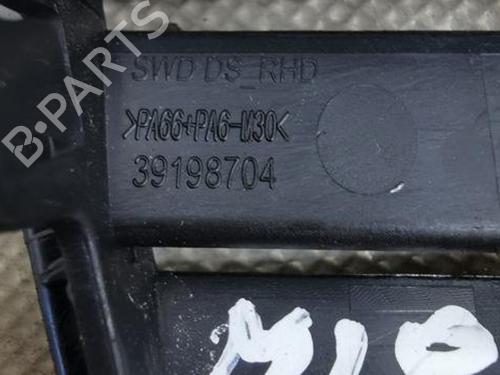 B-PARTS
SWD DS_RHD
>PA66+PA6-M30<
39198704